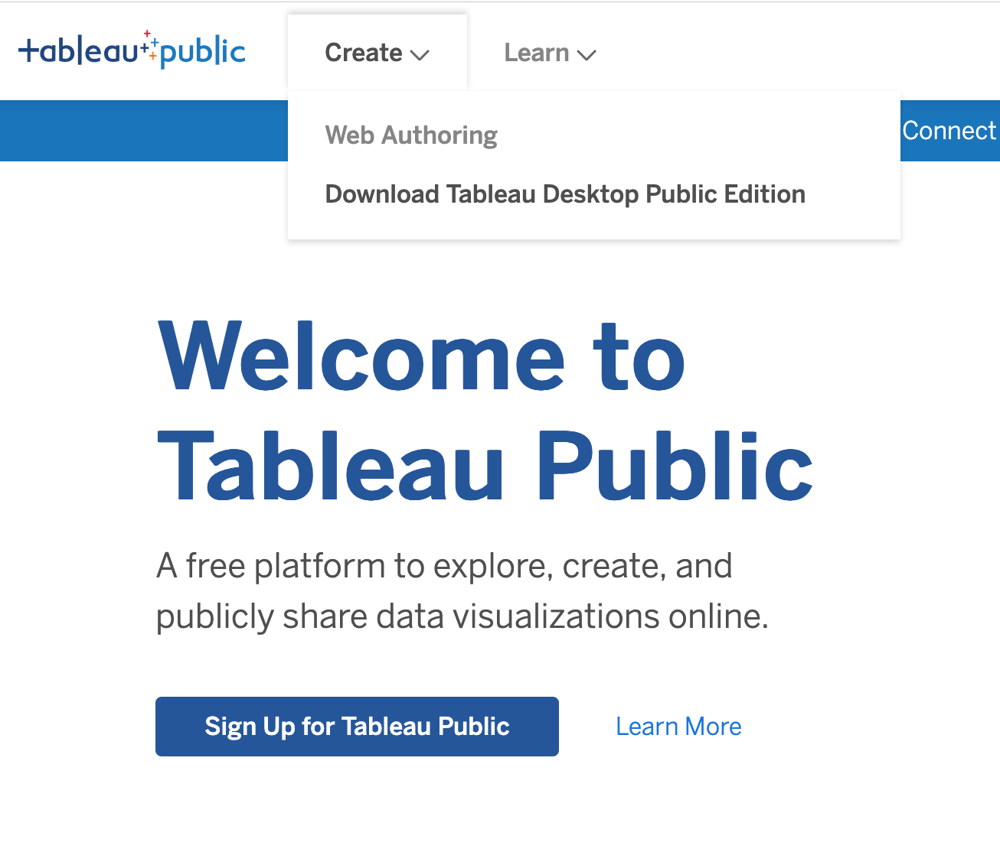 tableau public
Create
Learn
Web Authoring
Connect
Download Tableau Desktop Public Edition
Welcome to
Tableau Public
A free platform to explore, create, and
publicly share data visualizations online.
Sign Up for Tableau Public
Learn More